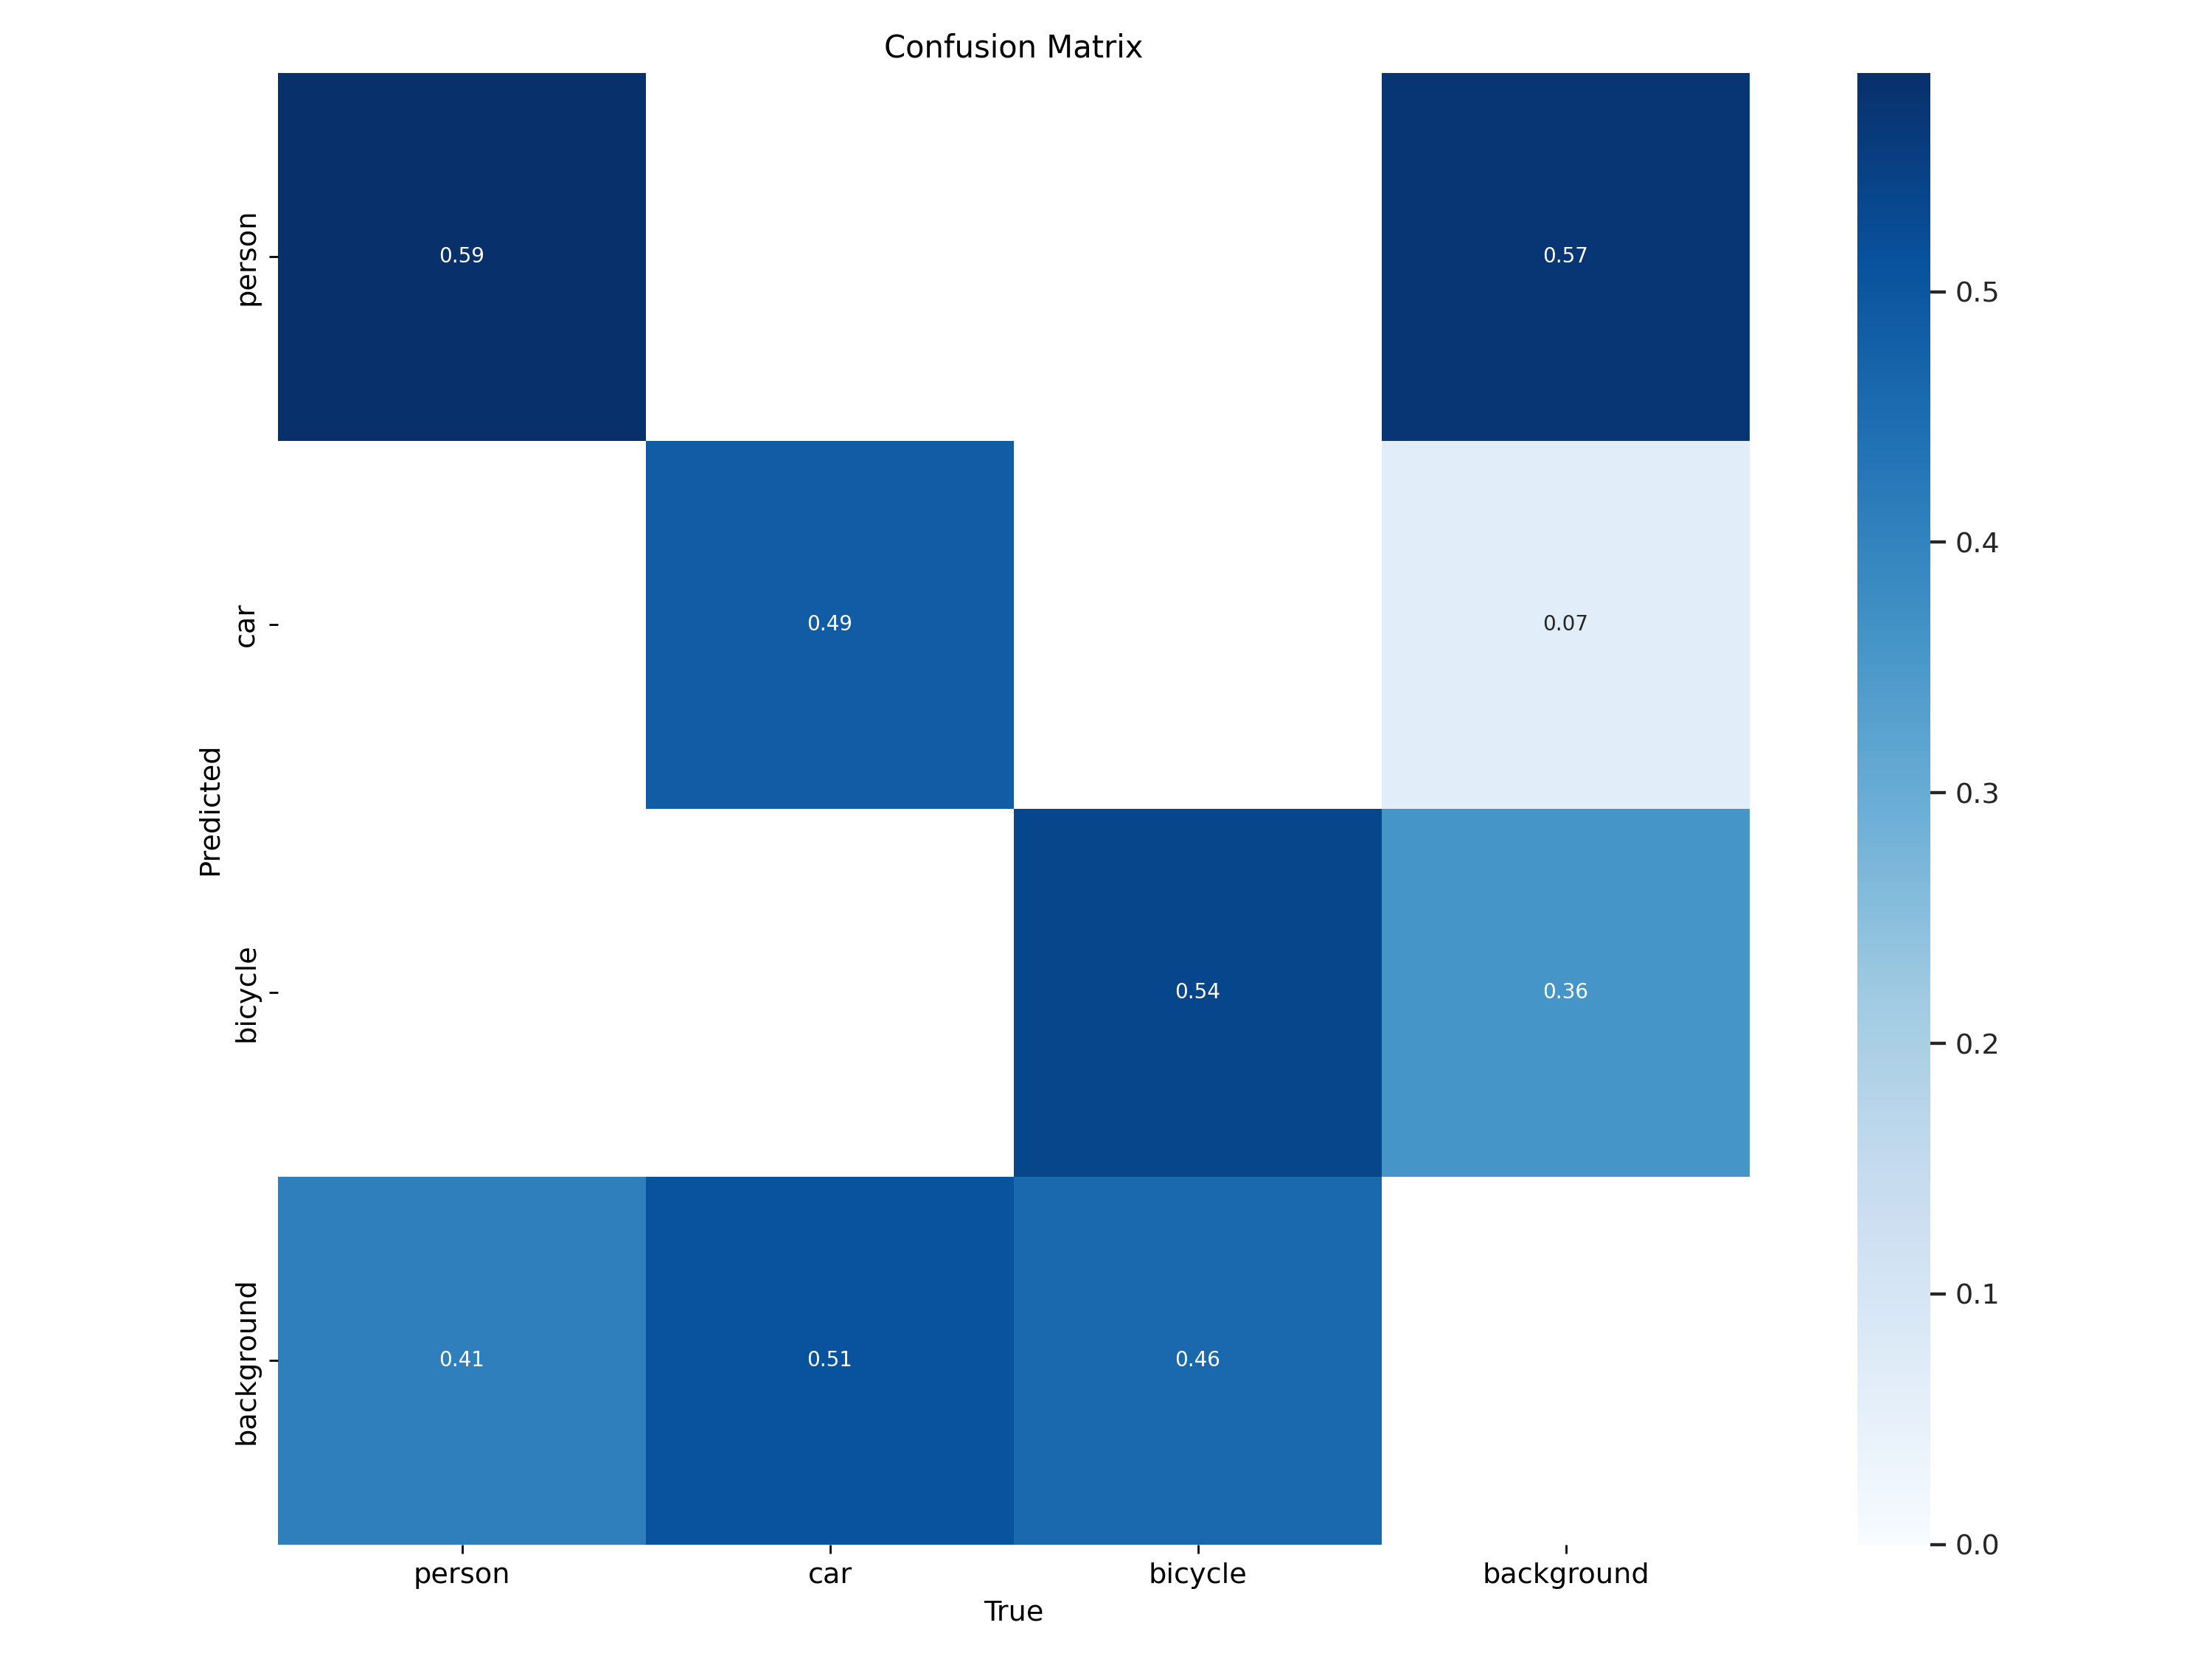 Confusion Matrix
person
0.59
0.57
0.5
0.4
car
0.49
0.07
Predicted
0.3
bicycle
0.54
0.36
0.2
0.1
background
0.41
0.51
0.46
0.0
person car bicycle background
True